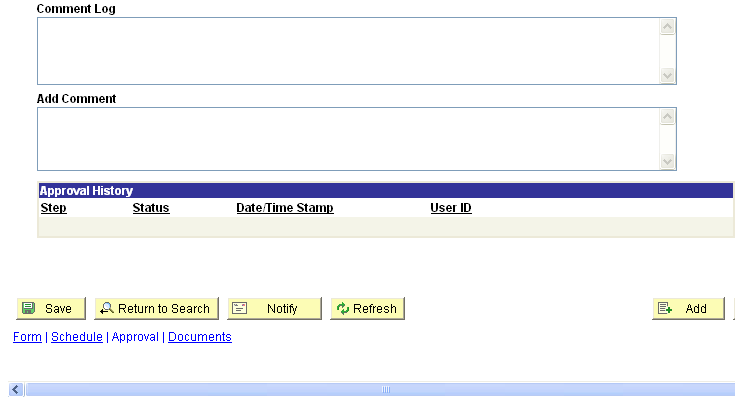 Comment Log
Add Comment
Approval History
Step Status Date/Time Stamp User ID
Save Return to Search Notify Refresh Add
Form | Schedule | Approval | Documents